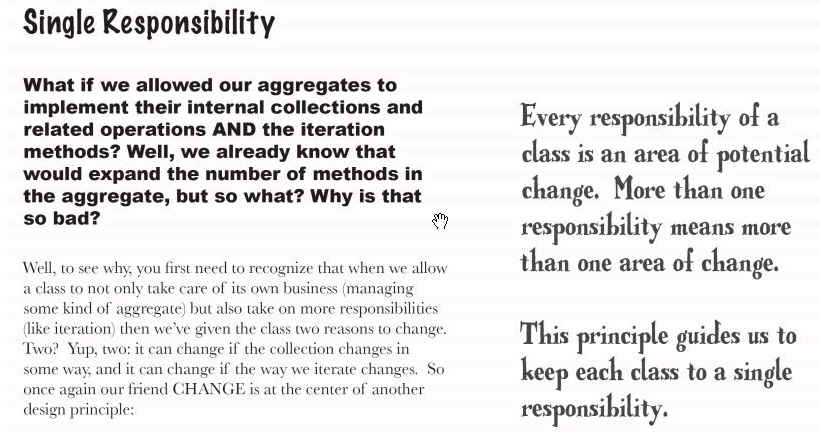 Single Responsibility
What if we allowed our aggregates to
implement their internal collections and
related operations AND the iteration
methods? Well, we already know that
would expand the number of methods in
the aggregate, but so what? Why is that
so bad?
Well, to see why, you first need to recognize that when we allow
a class to not only take care of its own business (managing
some kind of aggregate) but also take on more responsibilities
(like iteration) then we've given the class two reasons to change.
Two?  Yup, two: it can change if the collection changes in
some way, and it can change if the way we iterate changes.  So
once again our friend CHANGE is at the center of another
design principle:
Every responsibility of a
class is an area of potential
change.  More than one
responsibility means more
than one area of change.
This principle guides us to
keep each class to a single
responsibility.